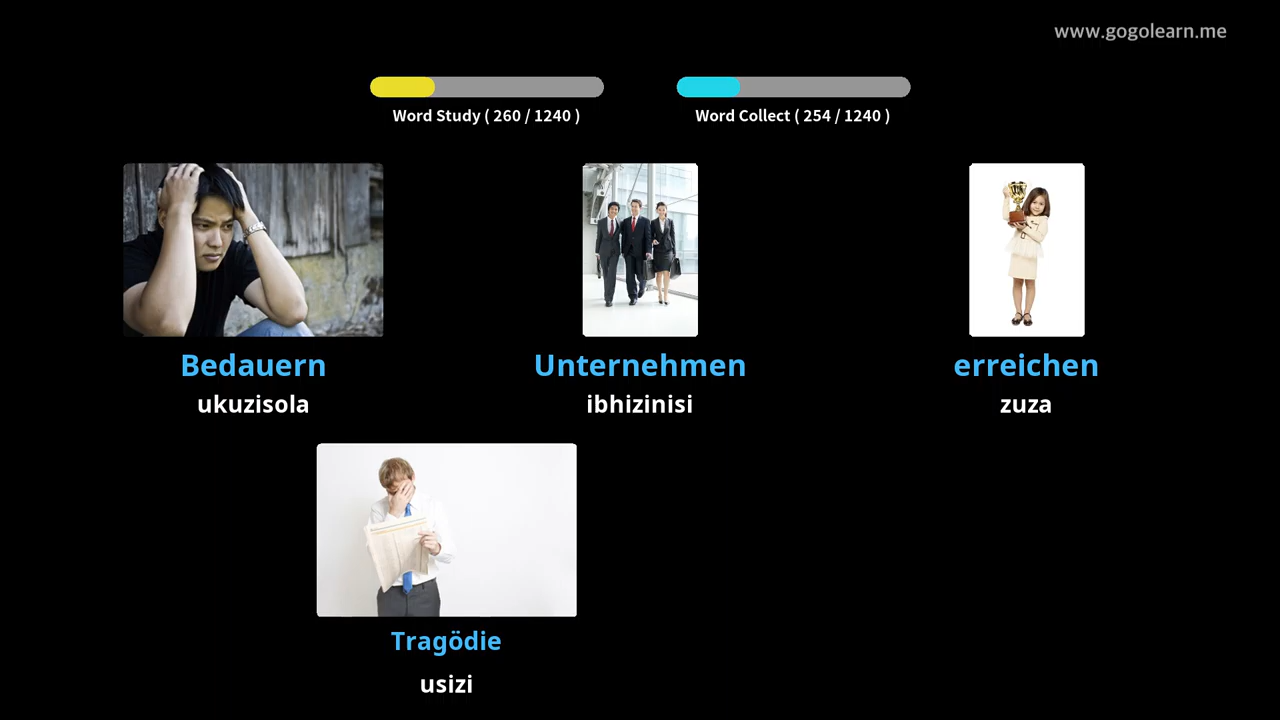 www.gogolearn.me
Word Study ( 260 / 1240 )
Word Collect ( 254 / 1240 )
Bedauern
ukuzisola
Unternehmen
ibhizinisi
erreichen
zuza
Tragödie
usizi